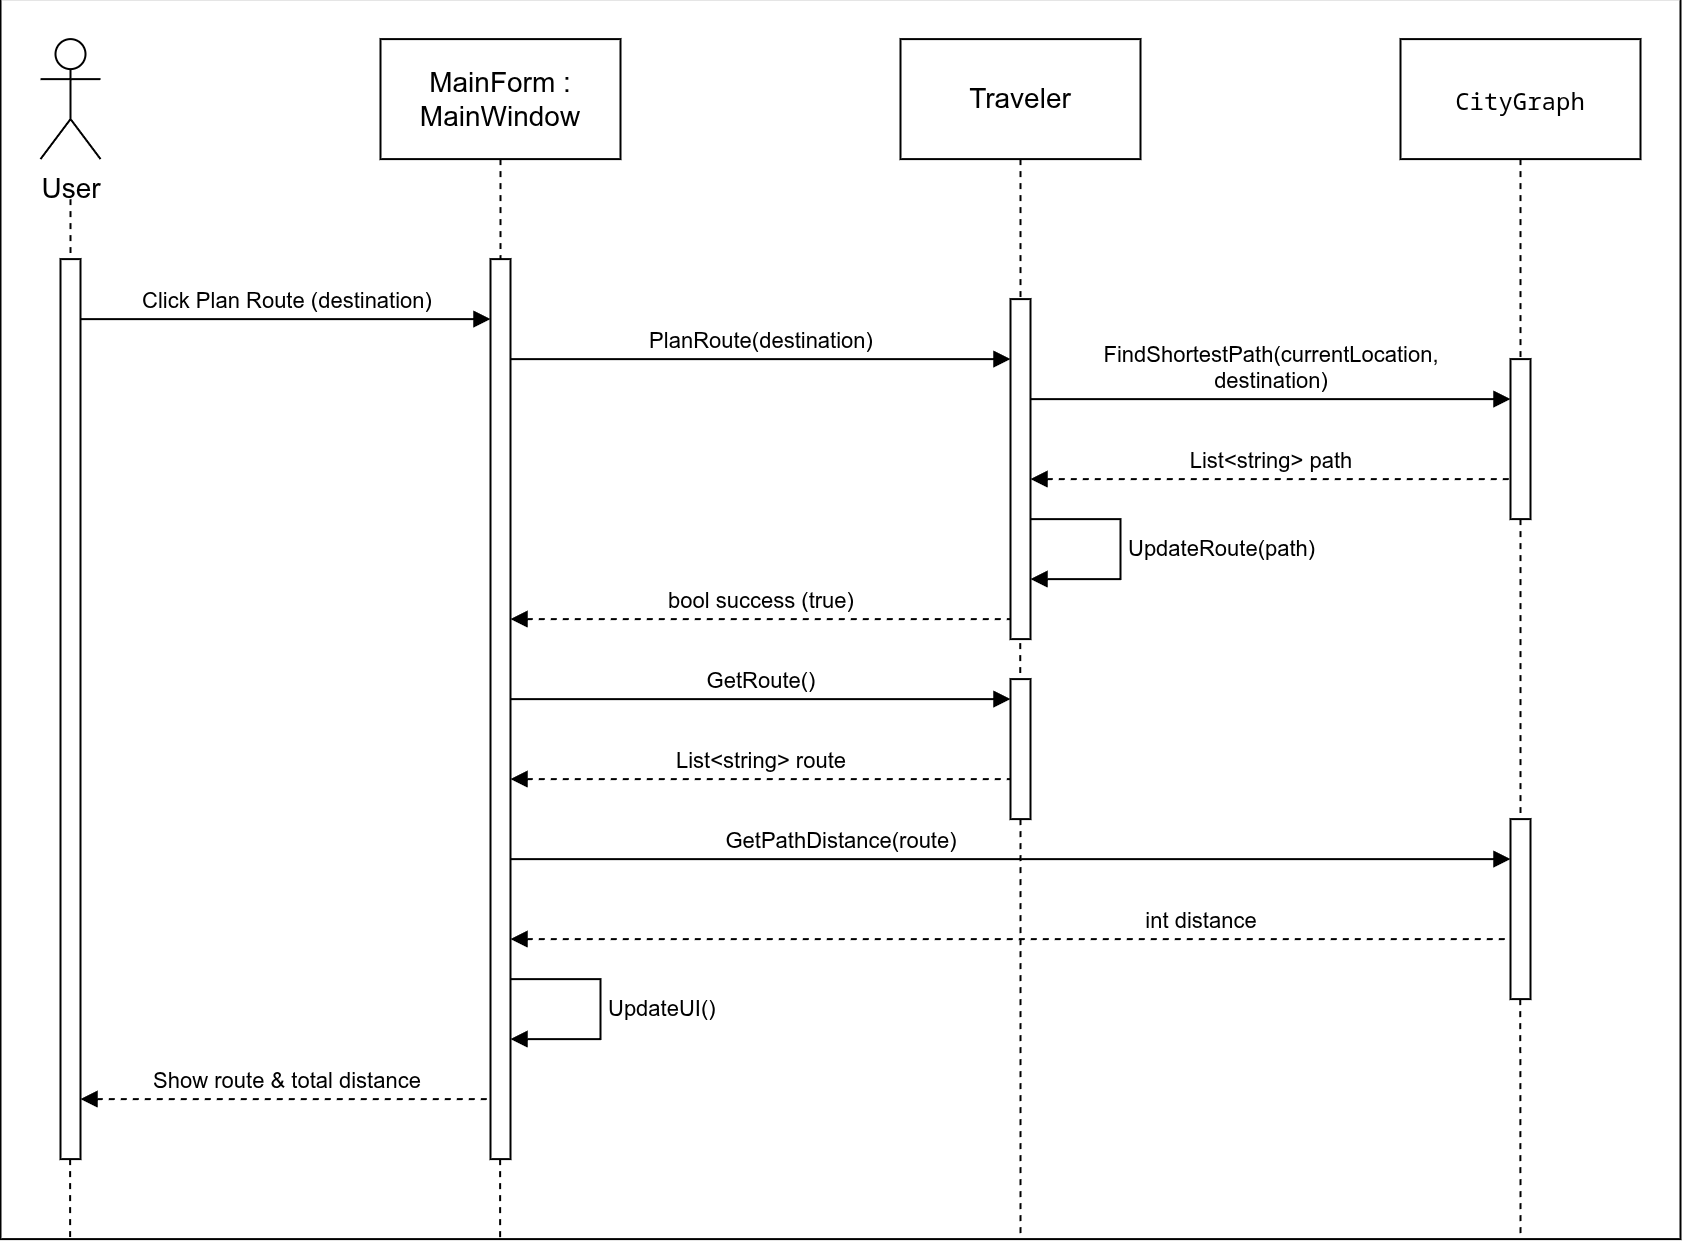 MainForm :
MainWindow
Traveler
CityGraph
User
Click Plan Route (destination)
PlanRoute(destination)
FindShortestPath(currentLocation,
destination)
List<string> path
UpdateRoute(path)
bool success (true)
GetRoute()
List<string> route
GetPathDistance(route)
int distance
UpdateUI()
Show route & total distance